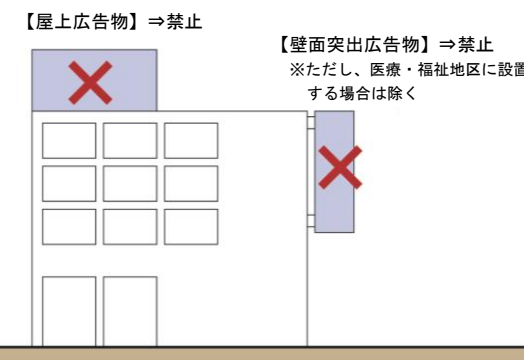 【屋上広告物】⇒禁止
【壁面突出広告物】⇒禁止
※ただし、医療・福祉地区に設置
する場合は除く